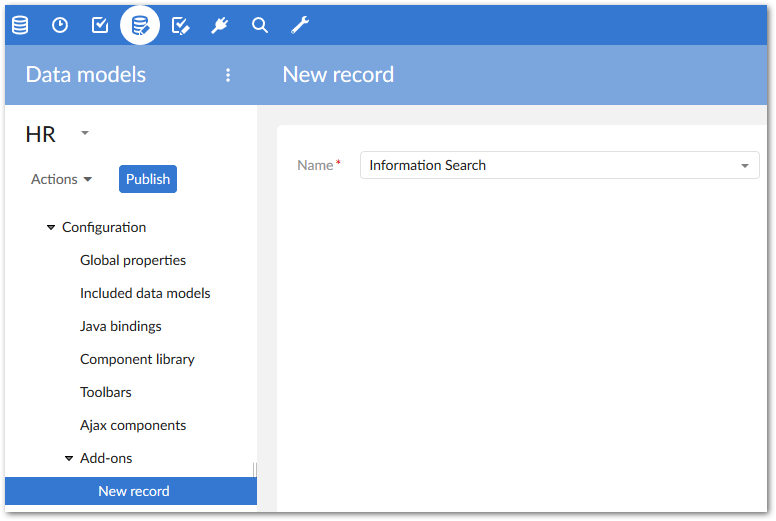 Data models
New record
HR
Name*
Information Search
Actions
Publish
Configuration
Global properties
Included data models
Java bindings
Component library
Toolbars
Ajax components
Add-ons
New record